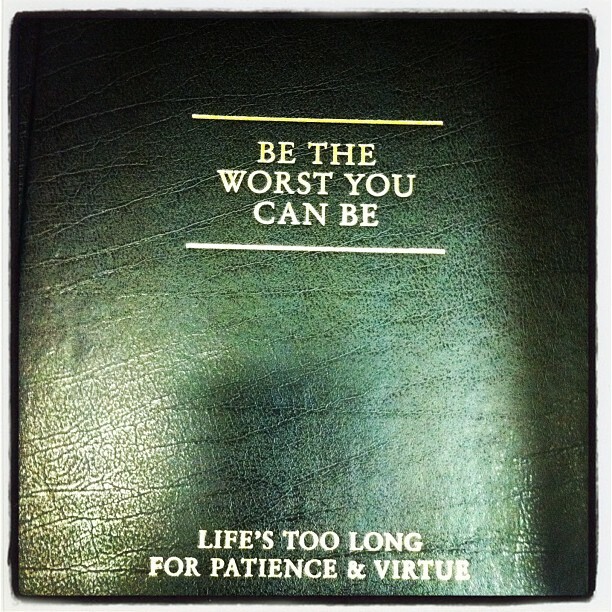 BE THE
WORST YOU
CAN BE
LIFE'S TOO LONG
FOR PATIENCE & VIRTUE